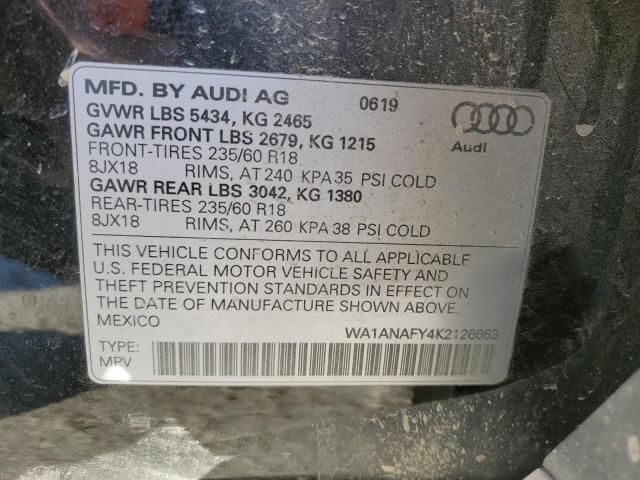 MFD. BY AUDI AG 0619
GVWR LBS 5434, KG 2465
GAWR FRONT LBS 2679, KG 1215
FRONT-TIRES 235/60 R18
8JX18 RIMS, AT 240 KPA 35 PSI COLD
GAWR REAR LBS 3042, KG 1380
REAR-TIRES 235/60 R18
8JX18 RIMS, AT 260 KPA 38 PSI COLD
Audi
THIS VEHICLE CONFORMS TO ALL APPLICABLE
U.S. FEDERAL MOTOR VEHICLE SAFETY AND
THEFT PREVENTION STANDARDS IN EFFECT ON
THE DATE OF MANUFACTURE SHOWN ABOVE.
MEXICO
WA1ANAFY4K2126663
TYPE:
MPV